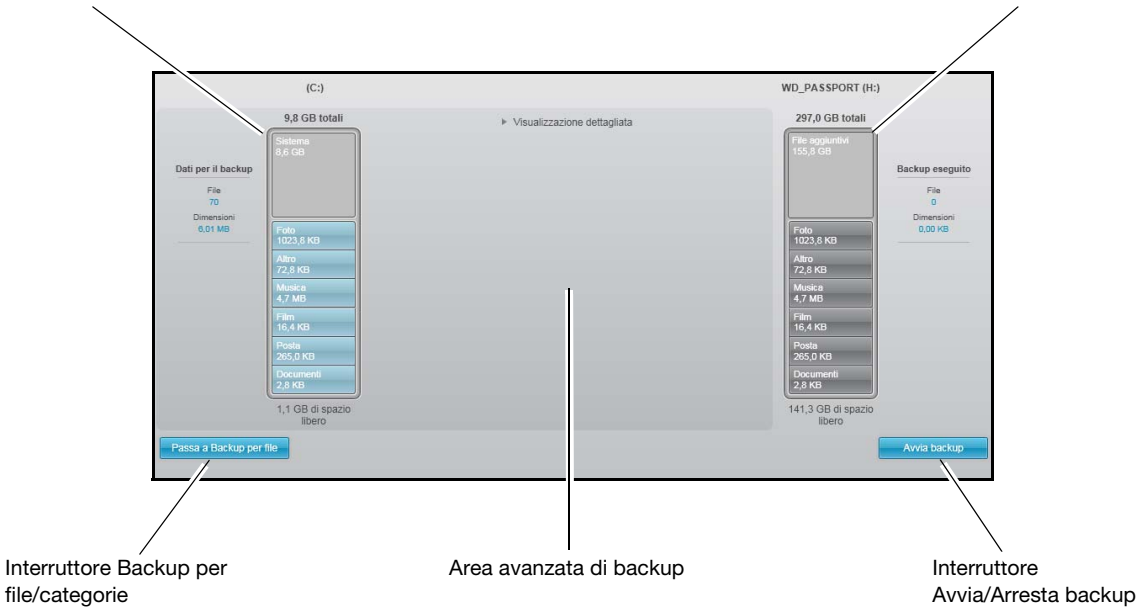 (C:)
WD_PASSPORT (H:)
9,8 GB totali
Visualizzazione dettagliata
297,0 GB totali
Sistema
8,6 GB
File aggiuntivi
155,8 GB
Dati per il backup
File
70
Dimensioni
6,01 MB
Backup eseguito
File
0
Dimensioni
0,00 KB
Foto
1023,6 KB
Altro
72,8 KB
Musica
4,7 MB
Film
16,4 KB
Posta
265,0 KB
Documenti
2,8 KB
Foto
1023,6 KB
Altro
72,8 KB
Musica
4,7 MB
Film
16,4 KB
Posta
265,0 KB
Documenti
2,8 KB
1,1 GB di spazio
libero
141,3 GB di spazio
libero
Passa a Backup per file
Avvia backup
Interruttore Backup per
file/categorie
Area avanzata di backup
Interruttore
Avvia/Arresta backup